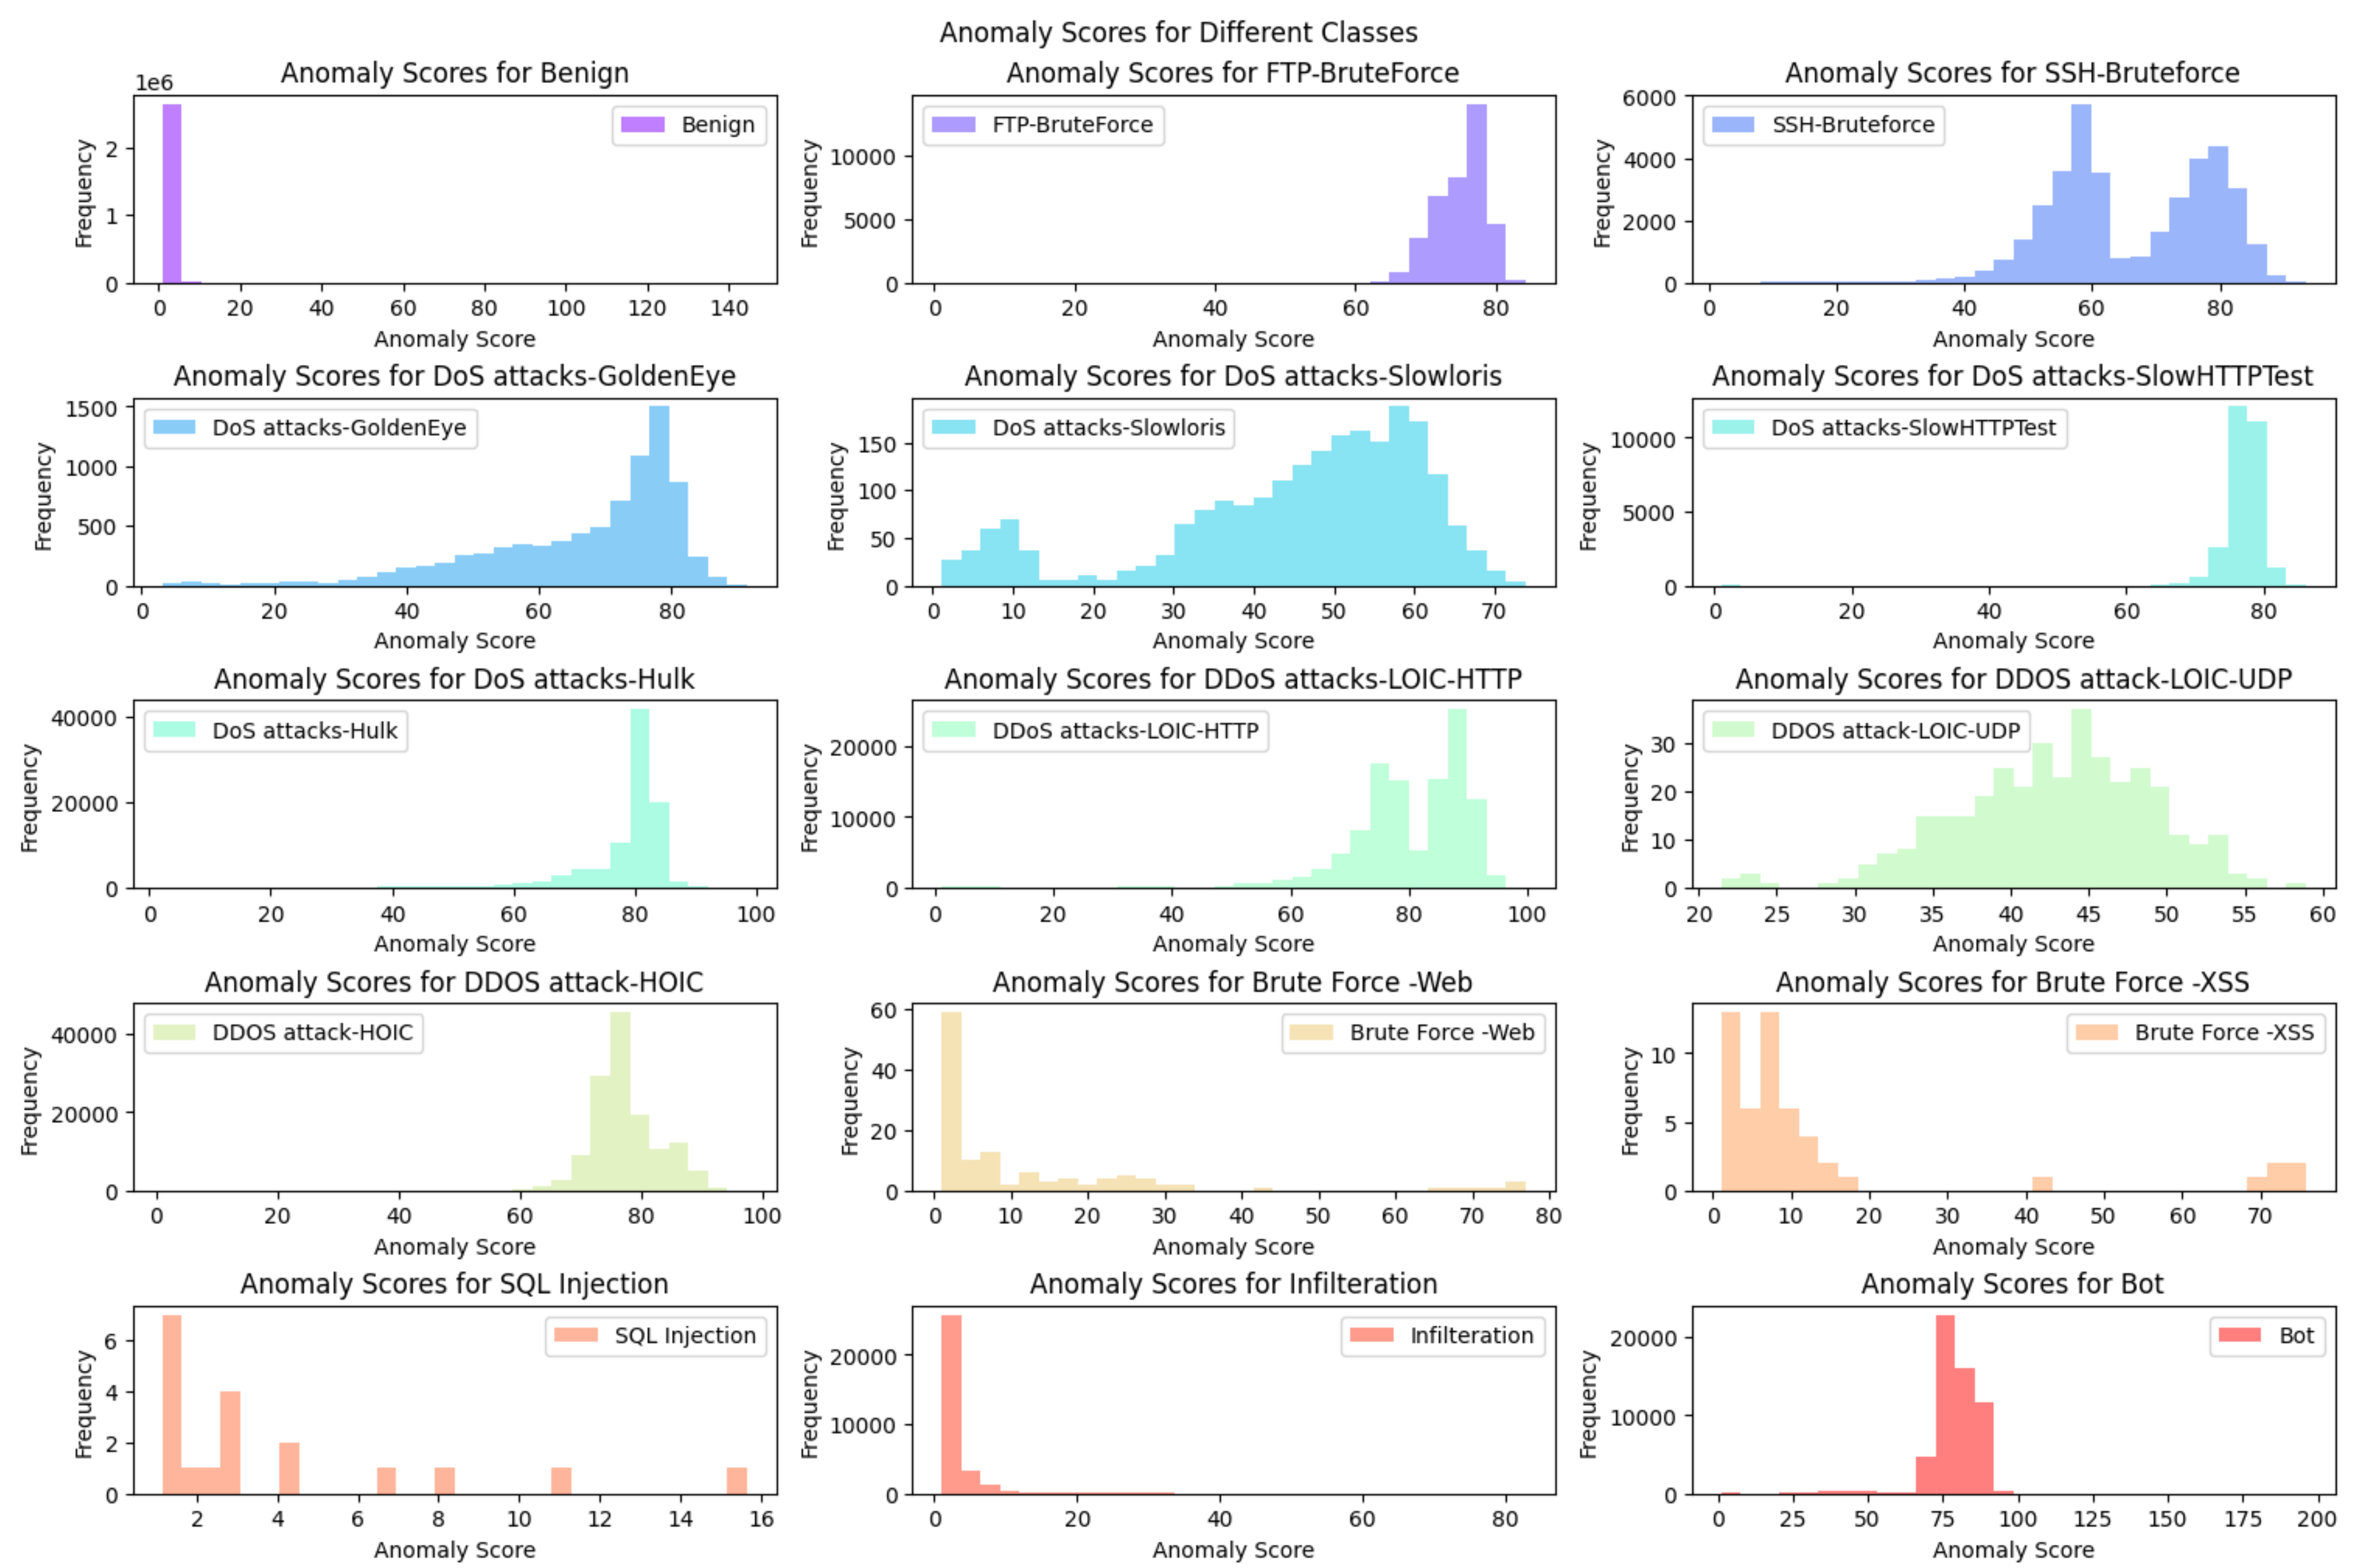 Anomaly Scores for Different Classes
Anomaly Scores for Benign
1e6
Benign
Frequency
2
1
0
0 20 40 60 80 100 120 140
Anomaly Score
Anomaly Scores for FTP-BruteForce
FTP-BruteForce
Frequency
10000
5000
0
0 20 40 60 80
Anomaly Score
Anomaly Scores for SSH-Bruteforce
SSH-Bruteforce
Frequency
6000
4000
2000
0
0 20 40 60 80
Anomaly Score
Anomaly Scores for DoS attacks-GoldenEye
DoS attacks-GoldenEye
Frequency
1500
1000
500
0
0 20 40 60 80
Anomaly Score
Anomaly Scores for DoS attacks-Slowloris
DoS attacks-Slowloris
Frequency
150
100
50
0
0 10 20 30 40 50 60 70
Anomaly Score
Anomaly Scores for DoS attacks-SlowHTTPTest
DoS attacks-SlowHTTPTest
Frequency
10000
5000
0
0 20 40 60 80
Anomaly Score
Anomaly Scores for DoS attacks-Hulk
DoS attacks-Hulk
Frequency
40000
20000
0
0 20 40 60 80 100
Anomaly Score
Anomaly Scores for DDoS attacks-LOIC-HTTP
DDoS attacks-LOIC-HTTP
Frequency
20000
10000
0
0 20 40 60 80 100
Anomaly Score
Anomaly Scores for DDOS attack-LOIC-UDP
DDOS attack-LOIC-UDP
Frequency
30
20
10
0
20 25 30 35 40 45 50 55 60
Anomaly Score
Anomaly Scores for DDOS attack-HOIC
DDOS attack-HOIC
Frequency
40000
20000
0
0 20 40 60 80 100
Anomaly Score
Anomaly Scores for Brute Force -Web
Brute Force -Web
Frequency
60
40
20
0
0 10 20 30 40 50 60 70 80
Anomaly Score
Anomaly Scores for Brute Force -XSS
Brute Force -XSS
Frequency
10
5
0
0 10 20 30 40 50 60 70
Anomaly Score
Anomaly Scores for SQL Injection
SQL Injection
Frequency
6
4
2
0
2 4 6 8 10 12 14 16
Anomaly Score
Anomaly Scores for Infilteration
Infilteration
Frequency
20000
10000
0
0 20 40 60 80
Anomaly Score
Anomaly Scores for Bot
Bot
Frequency
20000
10000
0
0 25 50 75 100 125 150 175 200
Anomaly Score